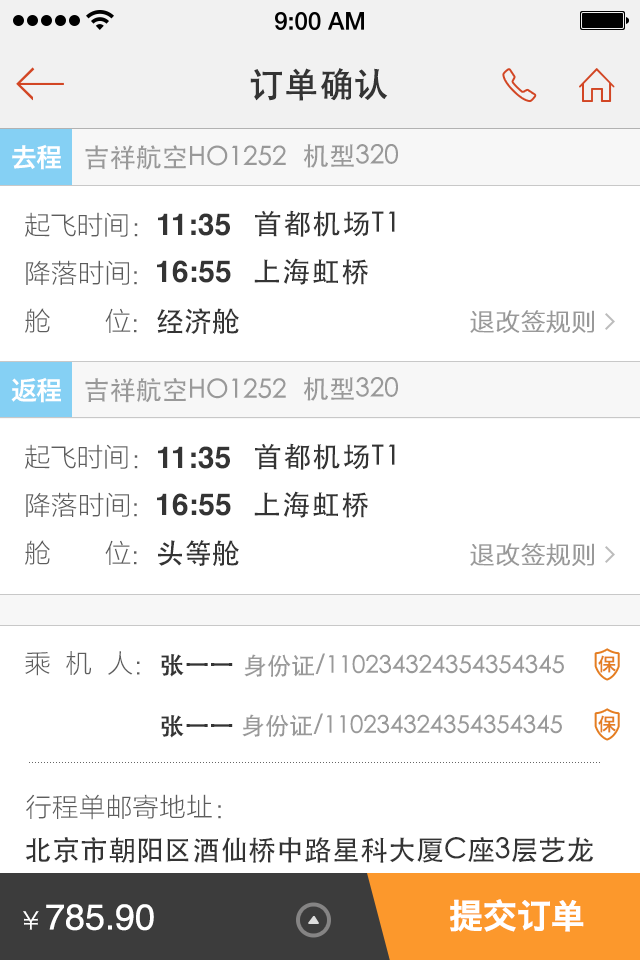 9:00 AM
订单确认
去程 吉祥航空HO1252 机型320
起飞时间: 11:35 首都机场T1
降落时间: 16:55 上海虹桥
舱 位: 经济舱 退改签规则
返程 吉祥航空HO1252 机型320
起飞时间: 11:35 首都机场T1
降落时间: 16:55 上海虹桥
舱 位: 头等舱 退改签规则
乘 机 人: 张一一 身份证/110234324354354345 保
张一一 身份证/110234324354354345 保
行程单邮寄地址:
北京市朝阳区酒仙桥中路星科大厦C座3层艺龙
¥785.90 提交订单